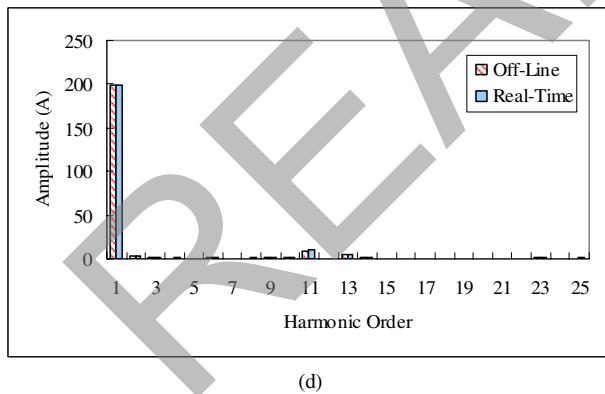 250
200
150
100
50
0
Amplitude (A)
Off-Line
Real-Time
1 3 5 7 9 11 13 15 17 19 21 23 25
Harmonic Order
(d)
REA